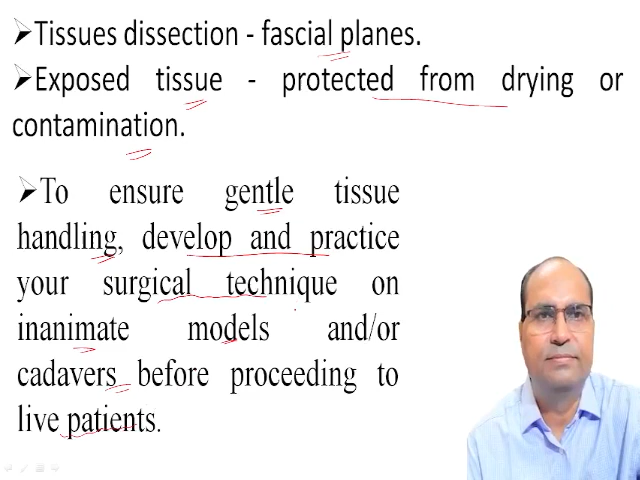 ➢Tissues dissection - fascial planes.
➢Exposed tissue - protected from drying or
contamination.
➢To ensure gentle tissue
handling, develop and practice
your surgical technique on
inanimate models and/or
cadavers before proceeding to
live patients.